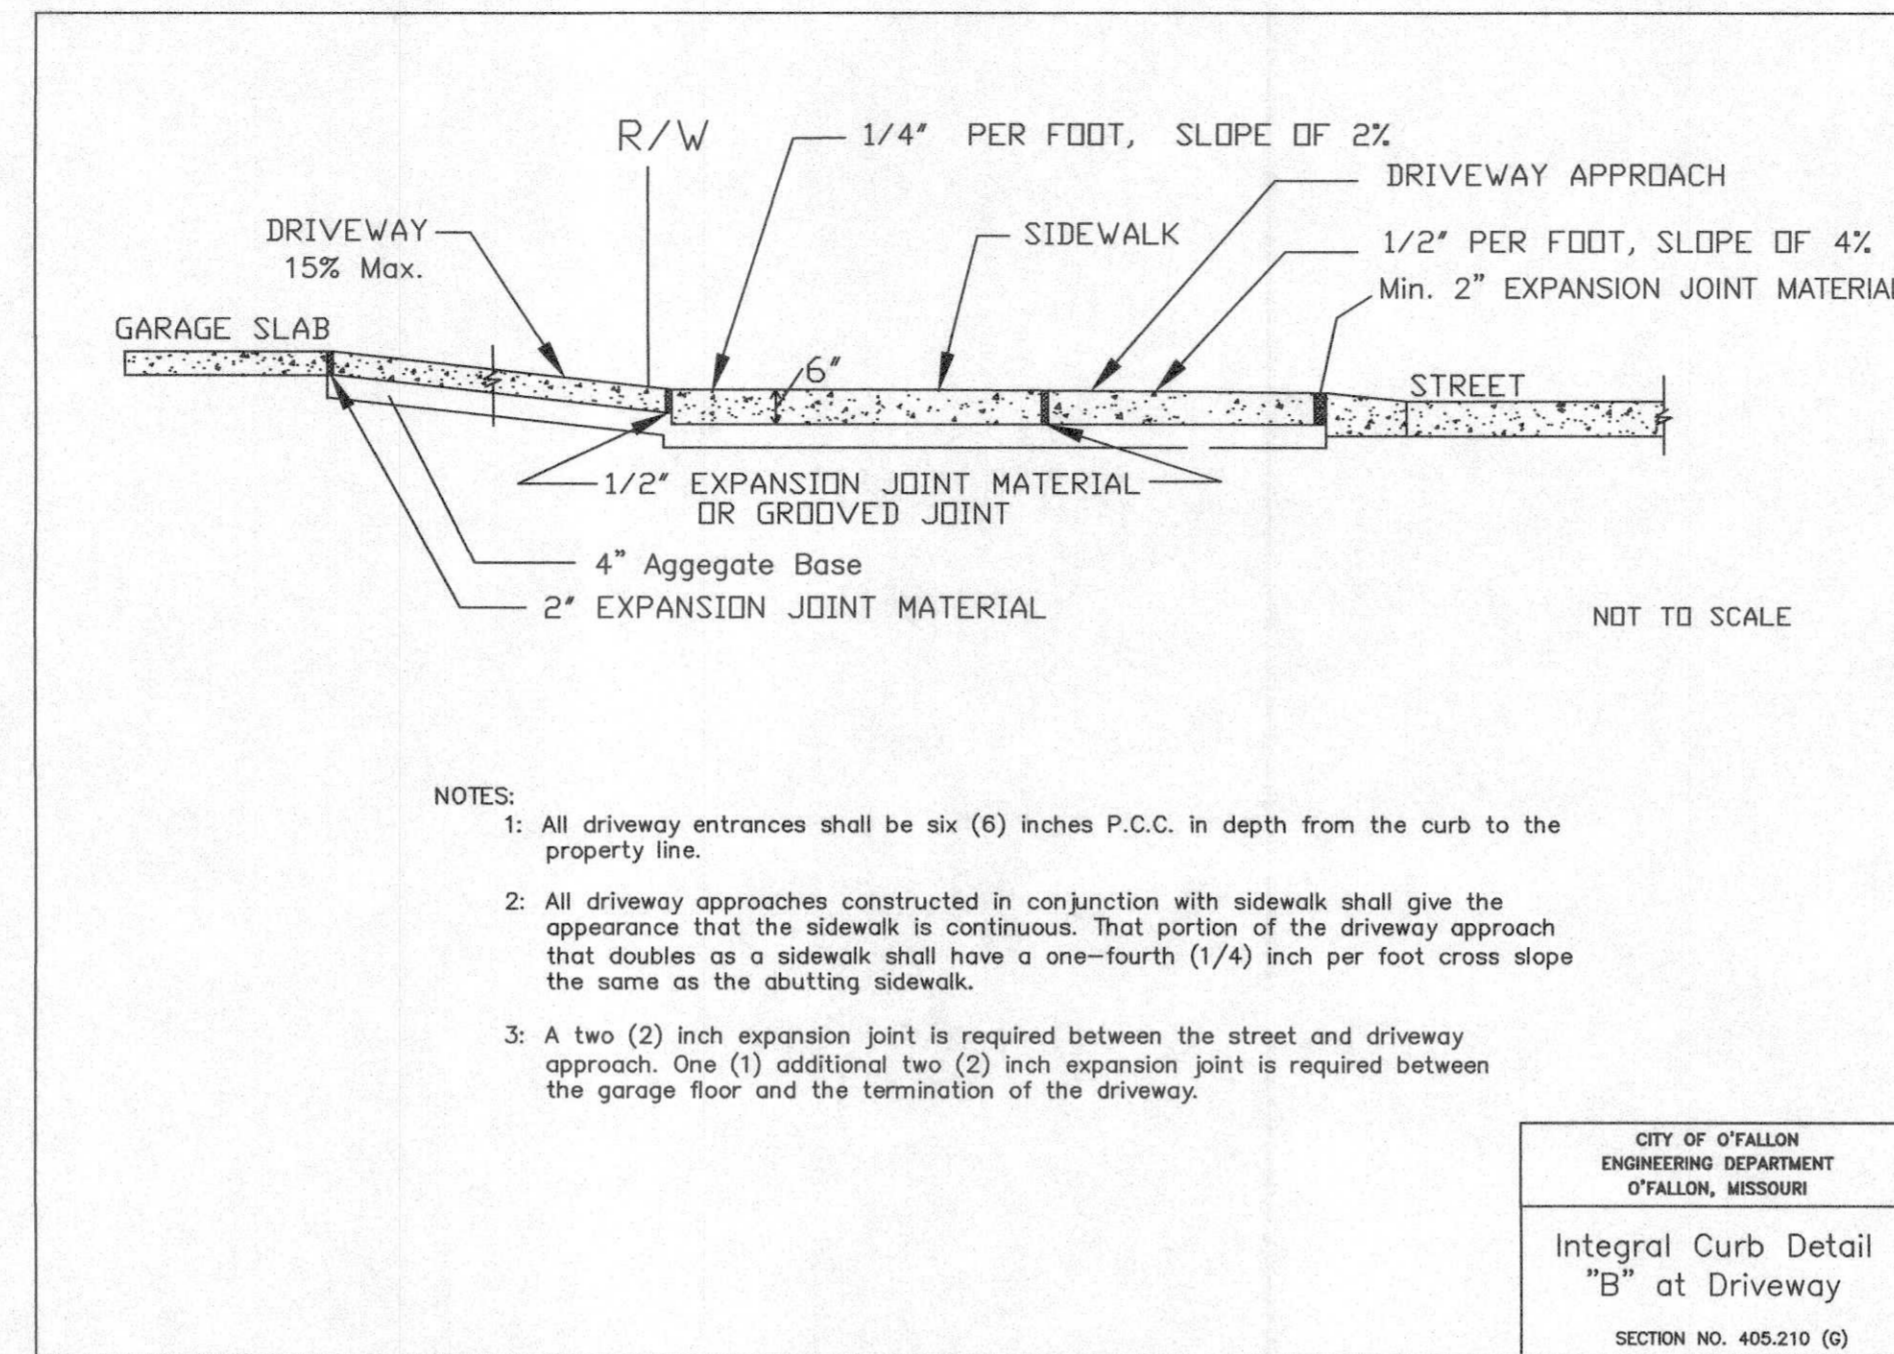 R/W
1/4" PER FOOT, SLOPE OF 2%
DRIVEWAY APPROACH
DRIVEWAY
15% Max.
SIDEWALK
1/2" PER FOOT, SLOPE OF 4%
Min. 2" EXPANSION JOINT MATERIAL
GARAGE SLAB
6"
STREET
1/2" EXPANSION JOINT MATERIAL
OR GROOVED JOINT
4" Aggegate Base
2" EXPANSION JOINT MATERIAL
NOT TO SCALE
NOTES:
1: All driveway entrances shall be six (6) inches P.C.C. in depth from the curb to the
property line.
2: All driveway approaches constructed in conjunction with sidewalk shall give the
appearance that the sidewalk is continuous. That portion of the driveway approach
that doubles as a sidewalk shall have a one-fourth (1/4) inch per foot cross slope
the same as the abutting sidewalk.
3: A two (2) inch expansion joint is required between the street and driveway
approach. One (1) additional two (2) inch expansion joint is required between
the garage floor and the termination of the driveway.
CITY OF O'FALLON
ENGINEERING DEPARTMENT
O'FALLON, MISSOURI
Integral Curb Detail
"B" at Driveway
SECTION NO. 405.210 (G)